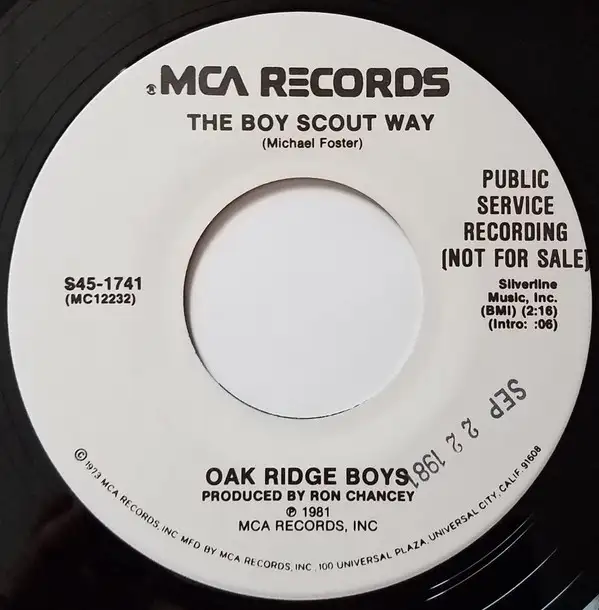 MCA RECORDS
THE BOY SCOUT WAY
(Michael Foster)
PUBLIC
SERVICE
RECORDING
(NOT FOR SALE)
S45-1741
(MC12232)
Silverline
Music, Inc.
(BMI) (2:16)
(Intro: :06)
SEP 22 1981
OAK RIDGE BOYS
PRODUCED BY RON CHANCEY
℗ 1981
MCA RECORDS, INC
© 1973 MCA RECORDS, INC MFD BY MCA RECORDS, INC., 100 UNIVERSAL PLAZA, UNIVERSAL CITY, CALIF. 91608